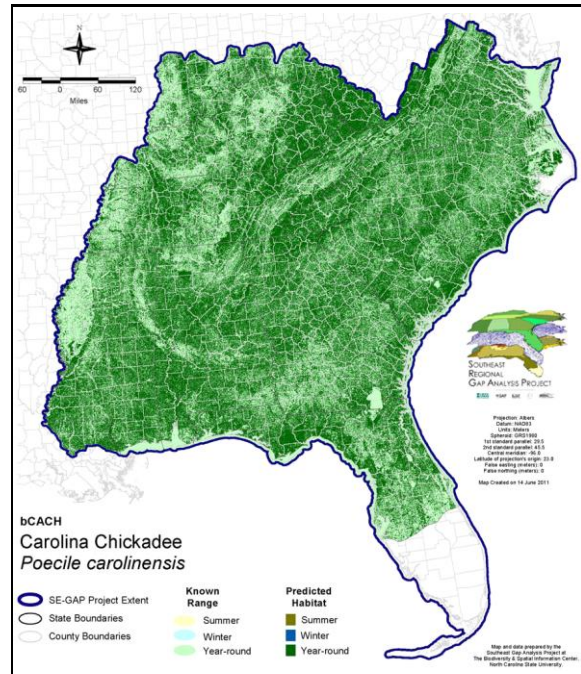 N
60 30 0 60 120
Miles
SOUTHEAST
REGIONAL
GAP ANALYSIS PROJECT
Projection: Albers
Datum: NAD83
Units: Meters
Spheroid: GRS1980
1st standard parallel: 29.5
2nd standard parallel: 45.5
Central meridian: -96.0
Latitude of projection's origin: 23.0
False easting (meters): 0
False northing (meters): 0
Map Created on 14 June 2011
bCACH
Carolina Chickadee
Poecile carolinensis
SE-GAP Project Extent
State Boundaries
County Boundaries
Known
Range
Summer
Winter
Year-round
Predicted
Habitat
Summer
Winter
Year-round
Map and data prepared by the
Southeast Gap Analysis Project at
The Biodiversity & Spatial Information Center,
North Carolina State University.